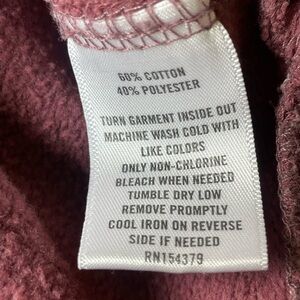 60% COTTON
40% POLYESTER
TURN GARMENT INSIDE OUT
MACHINE WASH COLD WITH
LIKE COLORS
ONLY NON-CHLORINE
BLEACH WHEN NEEDED
TUMBLE DRY LOW
REMOVE PROMPTLY
COOL IRON ON REVERSE
SIDE IF NEEDED
RN154379